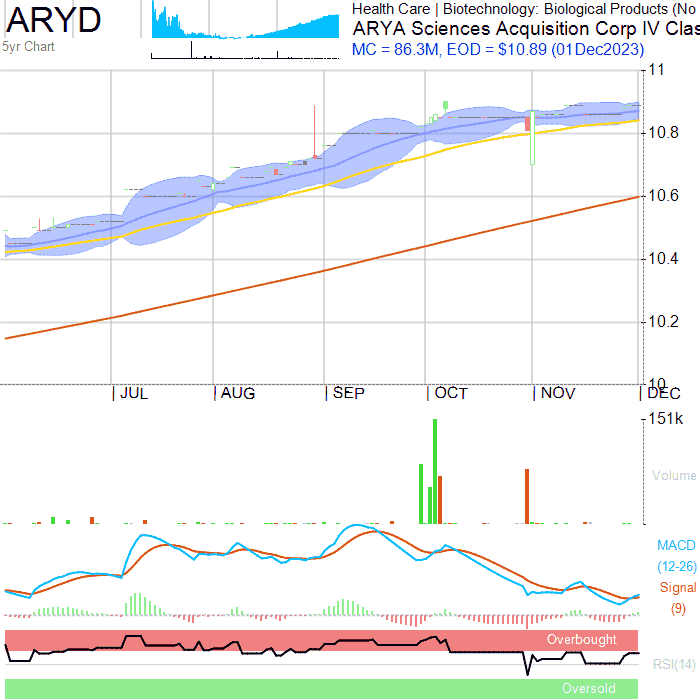 ARYD
5yr Chart
Health Care | Biotechnology: Biological Products (No
ARYA Sciences Acquisition Corp IV Clas
MC = 86.3M, EOD = $10.89 (01Dec2023)
11
10.8
10.6
10.4
10.2
10
JUL AUG SEP OCT NOV DEC
151k
Volume
MACD
(12-26)
Signal
(9)
Overbought
RSI(14)
Oversold